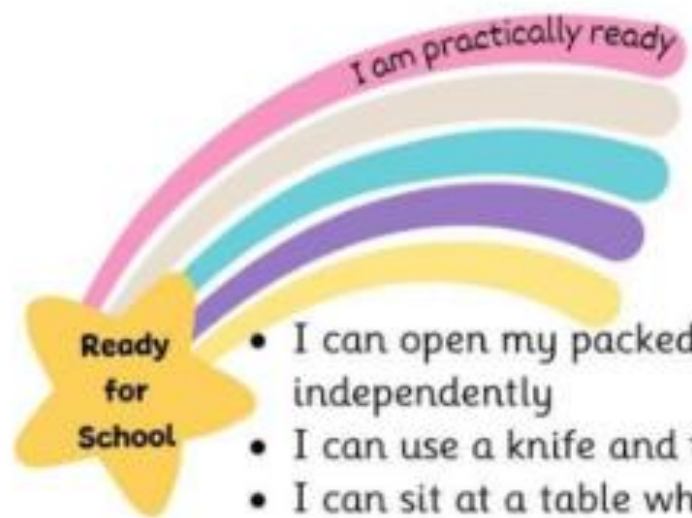 I am practically ready
Ready
for
School
• I can open my packed
independently
• I can use a knife and
• I can sit at a table